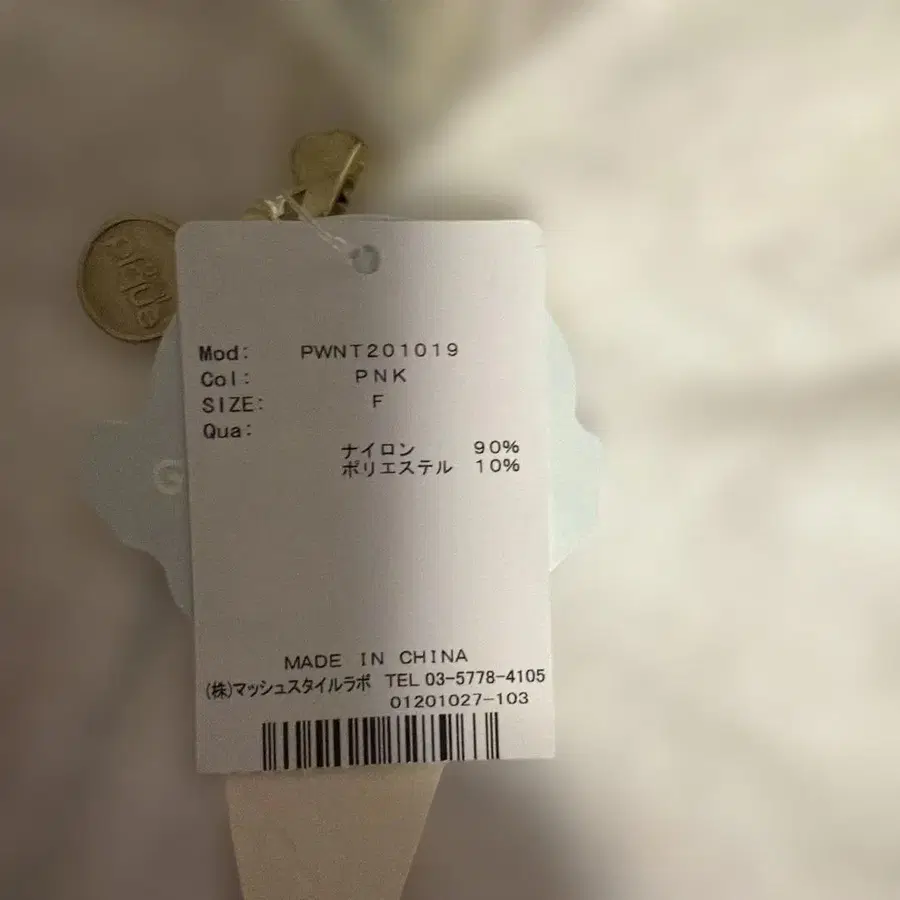 Mod: PWNT201019
Col: PNK
SIZE: F
Qua:
ナイロン 90%
ポリエステル 10%
MADE IN CHINA
(株)マッシュスタイルラボ TEL 03-5778-4105
01201027-103